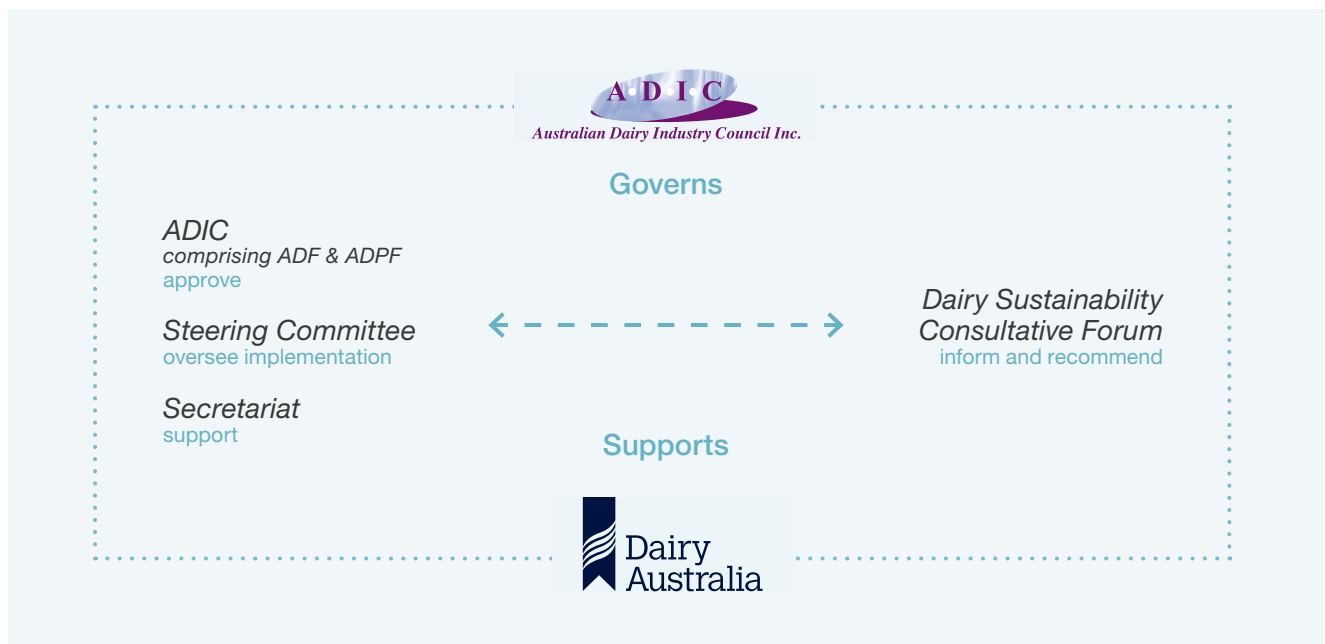 A•D•I•C
Australian Dairy Industry Council Inc.
Governs
ADIC
comprising ADF & ADPF
approve
Steering Committee
oversee implementation
Secretariat
support
Dairy Sustainability
Consultative Forum
inform and recommend
Supports
Dairy
Australia